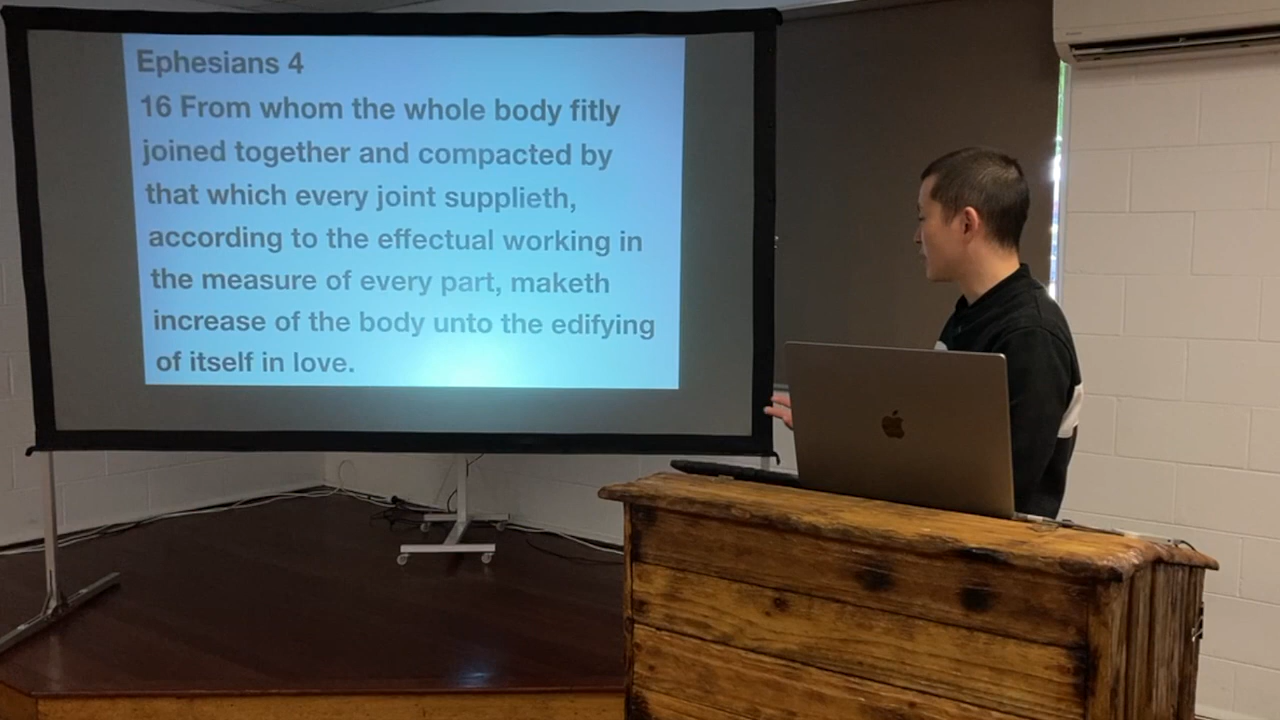 Ephesians 4
16 From whom the whole body fitly
joined together and compacted by
that which every joint supplieth,
according to the effectual working in
the measure of every part, maketh
increase of the body unto the edifying
of itself in love.